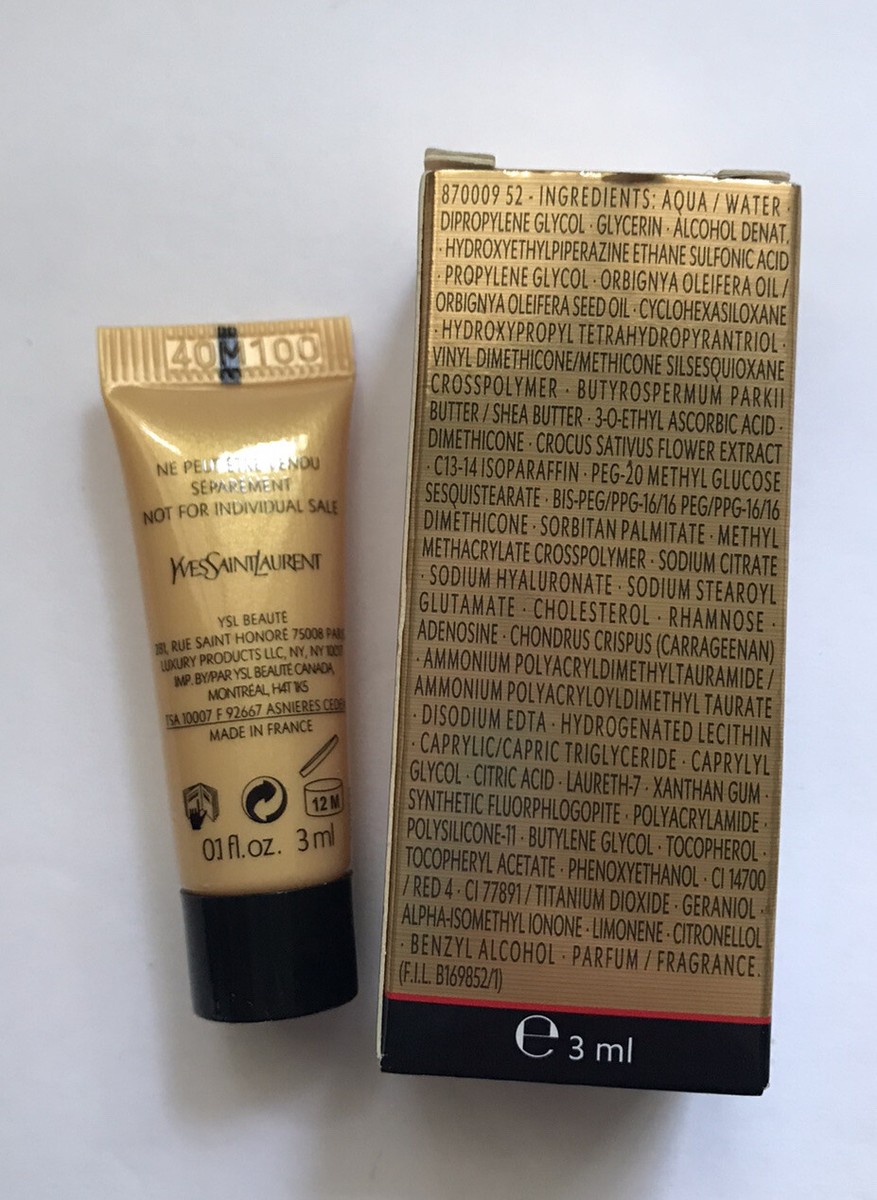 40M100
NE PEUT ÊTRE VENDU
SÉPARÉMENT
NOT FOR INDIVIDUAL SALE
YVESSAINTLAURENT
YSL BEAUTÉ
281, RUE SAINT HONORÉ 75008 PARIS
LUXURY PRODUCTS LLC, NY, NY 10017
IMP. BY/PAR YSL BEAUTÉ CANADA,
MONTRÉAL, H4T 1K5
TSA 10007 F 92667 ASNIERES CEDEX
MADE IN FRANCE
12 M
0.1 fl.oz. 3 ml
870009 52 - INGREDIENTS: AQUA / WATER ·
DIPROPYLENE GLYCOL · GLYCERIN · ALCOHOL DENAT.
· HYDROXYETHYLPIPERAZINE ETHANE SULFONIC ACID
· PROPYLENE GLYCOL · ORBIGNYA OLEIFERA OIL /
ORBIGNYA OLEIFERA SEED OIL · CYCLOHEXASILOXANE
· HYDROXYPROPYL TETRAHYDROPYRANTRIOL ·
VINYL DIMETHICONE/METHICONE SILSESQUIOXANE
CROSSPOLYMER · BUTYROSPERMUM PARKII
BUTTER / SHEA BUTTER · 3-O-ETHYL ASCORBIC ACID ·
DIMETHICONE · CROCUS SATIVUS FLOWER EXTRACT
· C13-14 ISOPARAFFIN · PEG-20 METHYL GLUCOSE
SESQUISTEARATE · BIS-PEG/PPG-16/16 PEG/PPG-16/16
DIMETHICONE · SORBITAN PALMITATE · METHYL
METHACRYLATE CROSSPOLYMER · SODIUM CITRATE
· SODIUM HYALURONATE · SODIUM STEAROYL
GLUTAMATE · CHOLESTEROL · RHAMNOSE ·
ADENOSINE · CHONDRUS CRISPUS (CARRAGEENAN)
· AMMONIUM POLYACRYLDIMETHYLTAURAMIDE /
AMMONIUM POLYACRYLOYLDIMETHYL TAURATE
· DISODIUM EDTA · HYDROGENATED LECITHIN
· CAPRYLIC/CAPRIC TRIGLYCERIDE · CAPRYLYL
GLYCOL · CITRIC ACID · LAURETH-7 · XANTHAN GUM ·
SYNTHETIC FLUORPHLOGOPITE · POLYACRYLAMIDE ·
POLYSILICONE-11 · BUTYLENE GLYCOL · TOCOPHEROL ·
TOCOPHERYL ACETATE · PHENOXYETHANOL · CI 14700
/ RED 4 · CI 77891 / TITANIUM DIOXIDE · GERANIOL ·
ALPHA-ISOMETHYL IONONE · LIMONENE · CITRONELLOL
· BENZYL ALCOHOL · PARFUM / FRAGRANCE.
(F.I.L. B169852/1)
℮ 3 ml